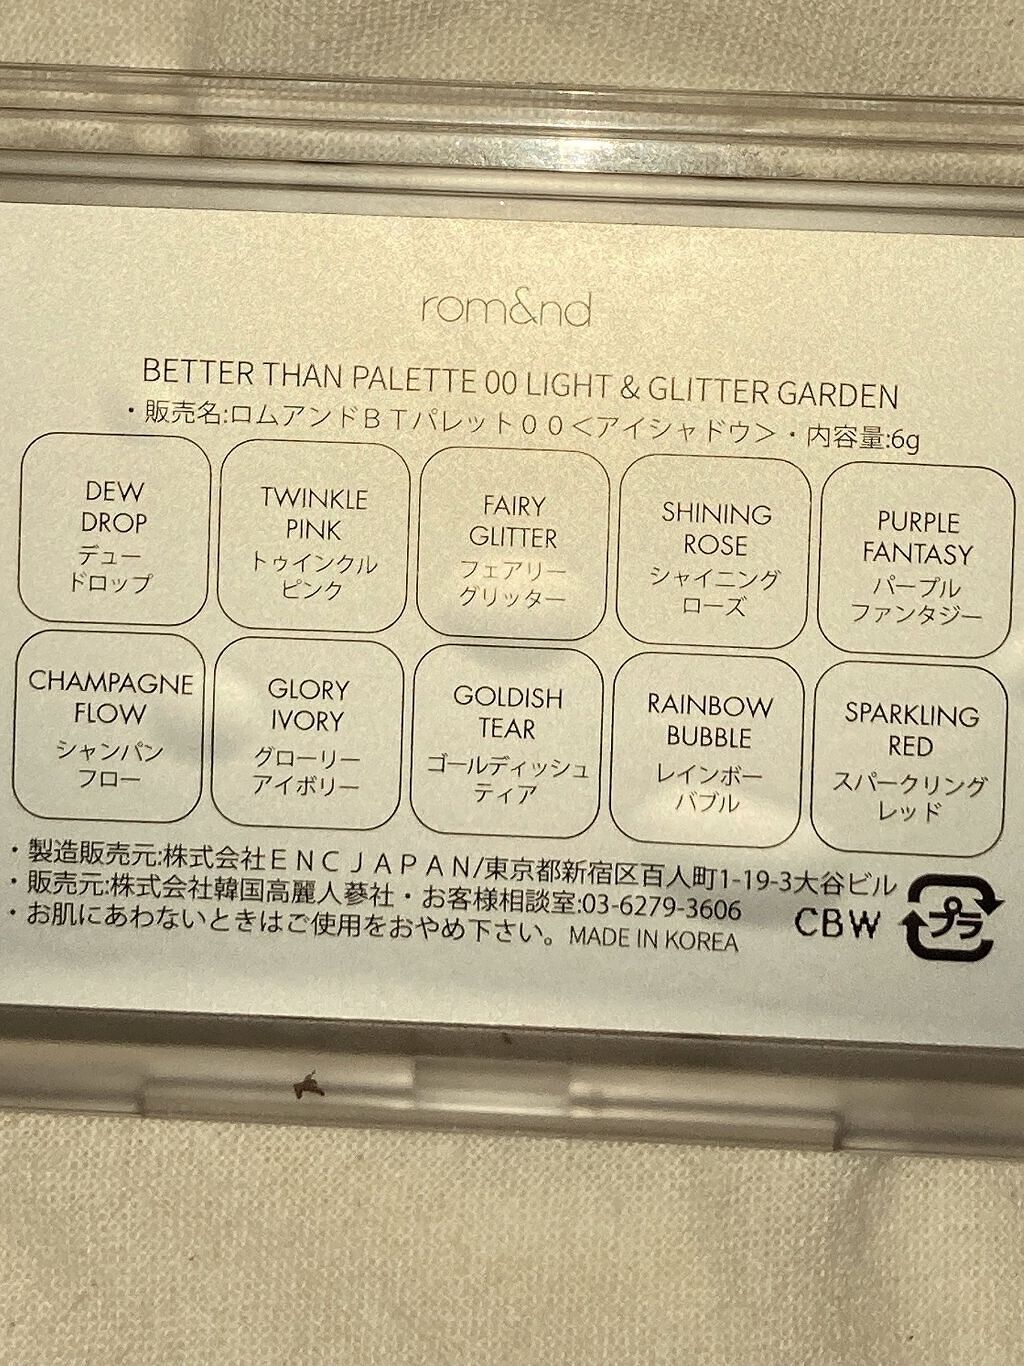 rom&nd
BETTER THAN PALETTE 00 LIGHT & GLITTER GARDEN
・販売名:ロムアンドＢＴパレット００＜アイシャドウ＞・内容量:6g
DEW
DROP
デュー
ドロップ
TWINKLE
PINK
トゥインクル
ピンク
FAIRY
GLITTER
フェアリー
グリッター
SHINING
ROSE
シャイニング
ローズ
PURPLE
FANTASY
パープル
ファンタジー
CHAMPAGNE
FLOW
シャンパン
フロー
GLORY
IVORY
グローリー
アイボリー
GOLDISH
TEAR
ゴールディッシュ
ティア
RAINBOW
BUBBLE
レインボー
バブル
SPARKLING
RED
スパークリング
レッド
・製造販売元:株式会社ＥＮＣ ＪＡＰＡＮ/東京都新宿区百人町1-19-3大谷ビル
・販売元:株式会社韓国高麗人蔘社・お客様相談室:03-6279-3606
・お肌にあわないときはご使用をおやめ下さい。MADE IN KOREA
CBW
プラ